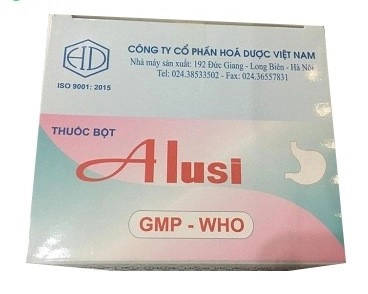 HD
ISO 9001: 2015
CÔNG TY CỔ PHẦN HOÁ DƯỢC VIỆT NAM
Nhà máy sản xuất: 192 Đức Giang - Long Biên - Hà Nội
Tel: 024.38533502 - Fax: 024.36557831
THUỐC BỘT
Alusi
GMP - WHO